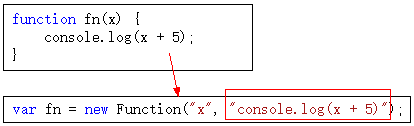 function fn(x) {
    console.log(x + 5);
}
var fn = new Function("x", "console.log(x + 5)");